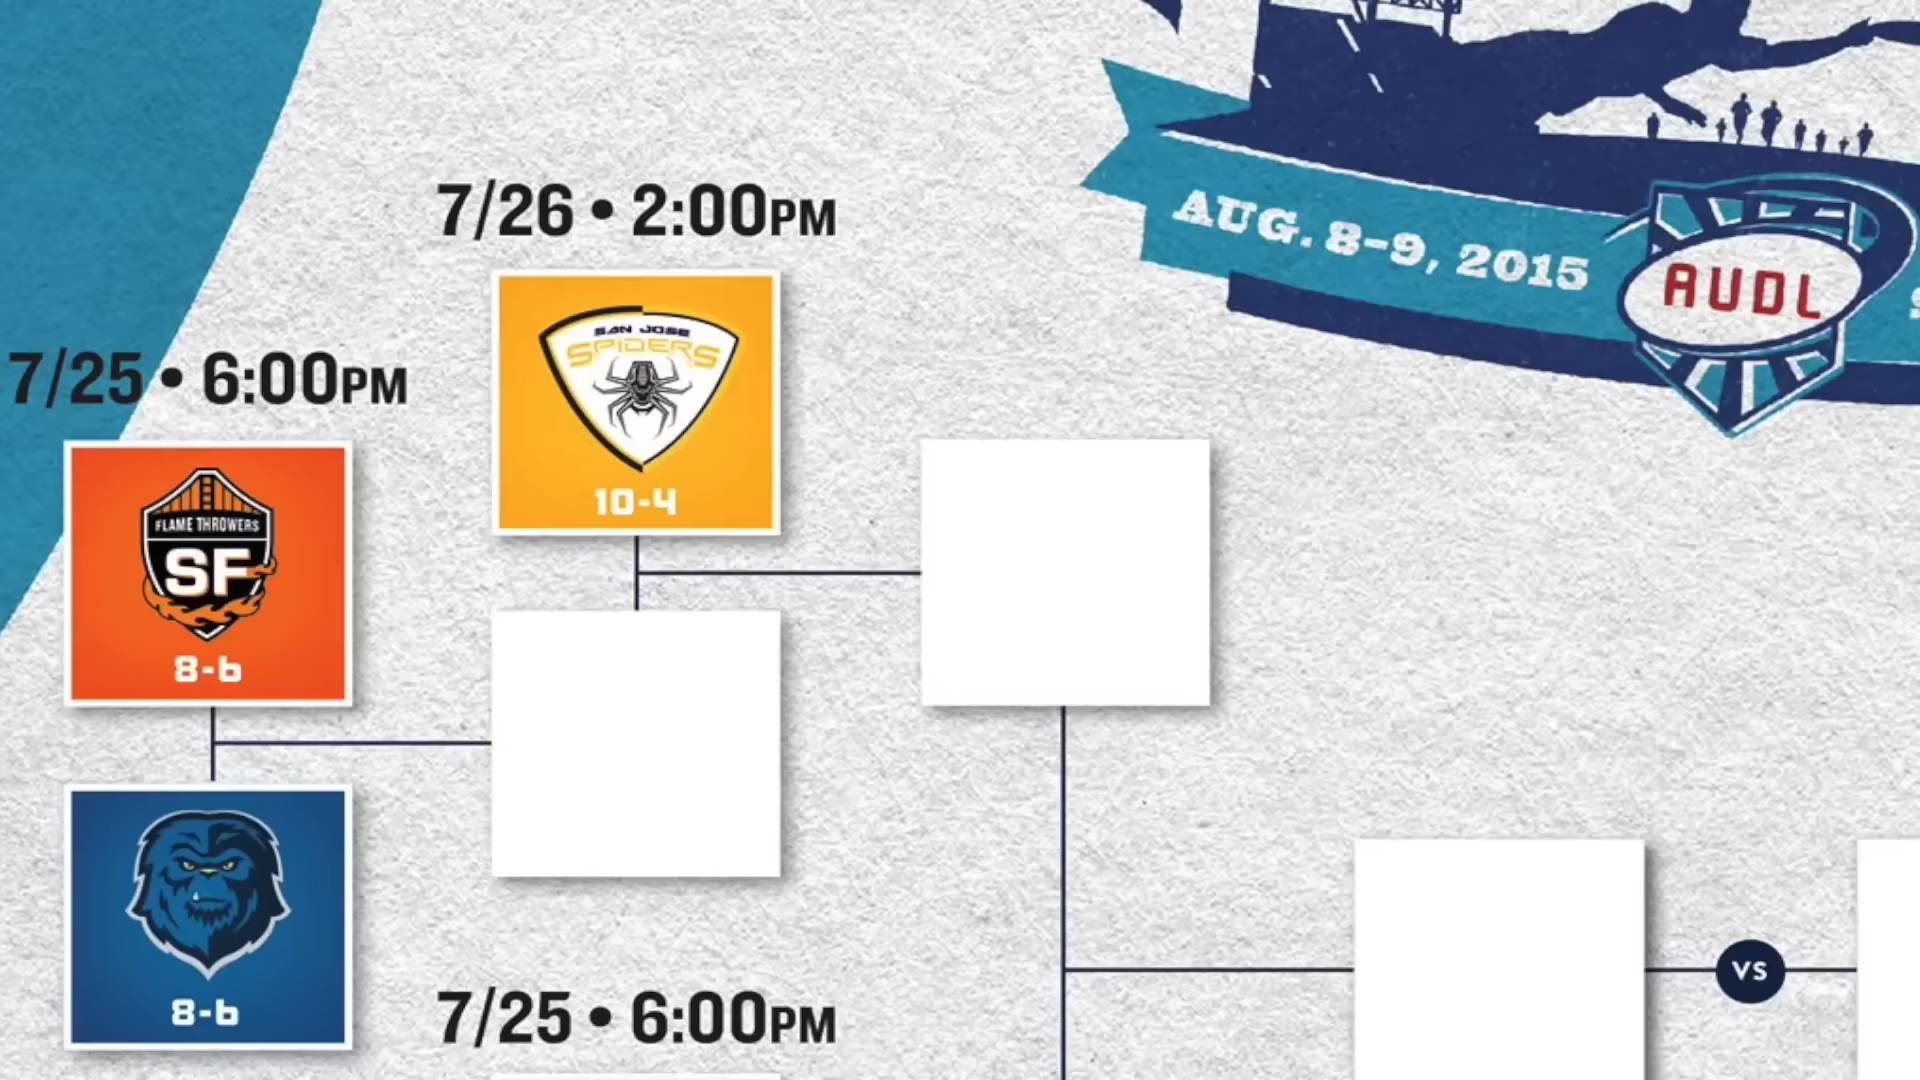 7/26 • 2:00PM
AUG. 8-9, 2015
AUDL
SAN JOSE
SPIDERS
10-4
7/25 • 6:00PM
FLAME THROWERS
SF
8-6
8-6
VS
7/25 • 6:00PM